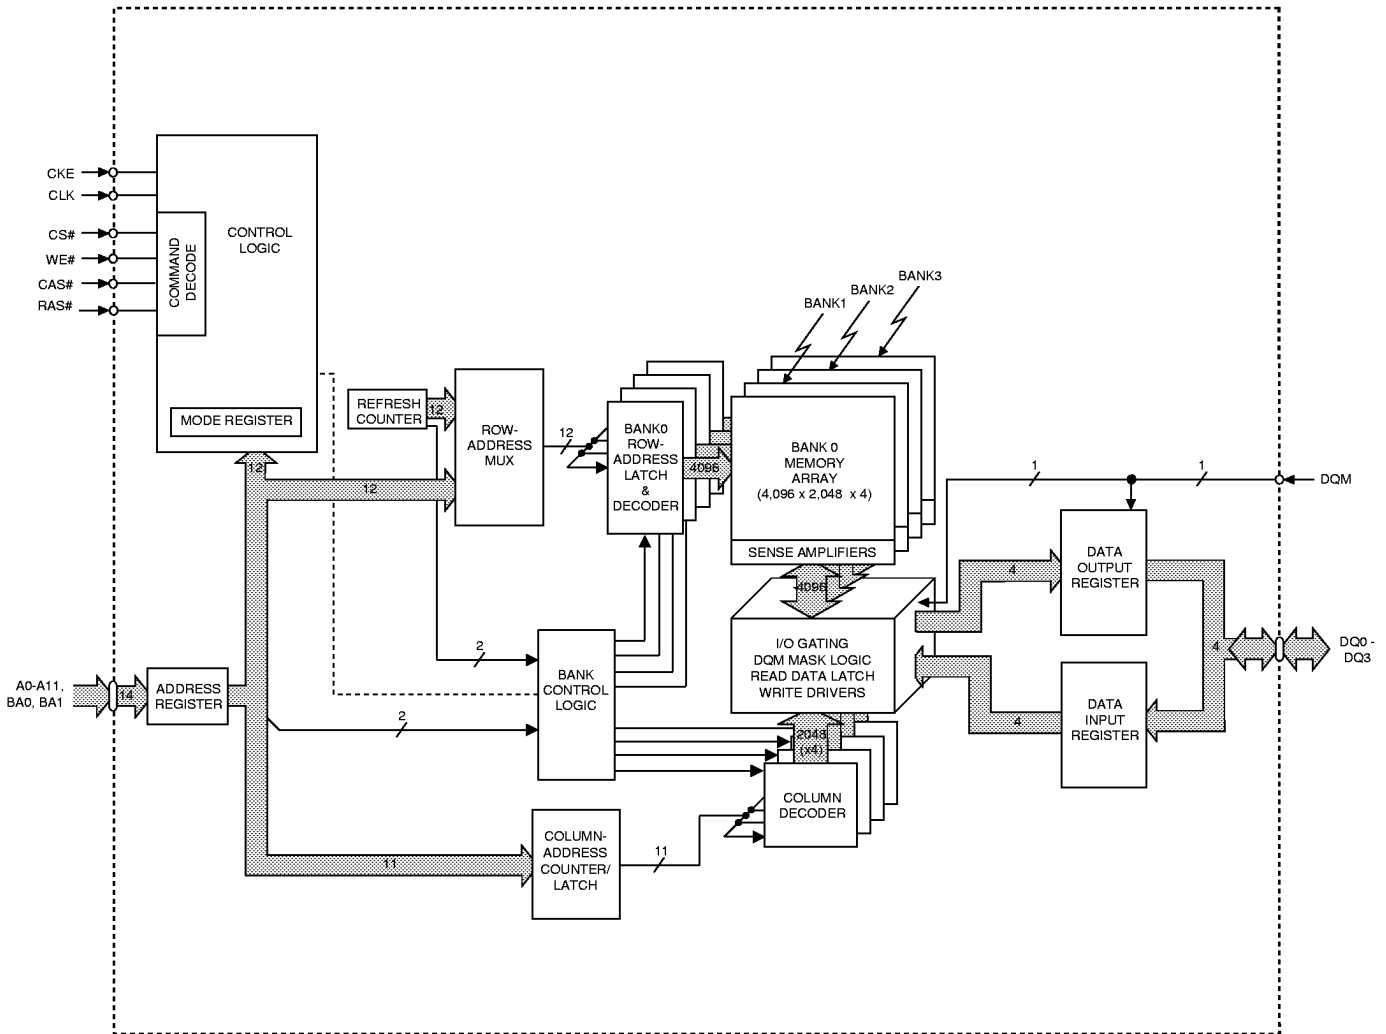 CKE
CLK
CS#
WE#
CAS#
RAS#
COMMAND
DECODE
CONTROL
LOGIC
MODE REGISTER
12
REFRESH
COUNTER
12
12
ROW-
ADDRESS
MUX
12
BANK0
ROW-
ADDRESS
LATCH
&
DECODER
4096
BANK1
BANK2
BANK3
BANK 0
MEMORY
ARRAY
(4,096 x 2,048 x 4)
SENSE AMPLIFIERS
4096
I/O GATING
DQM MASK LOGIC
READ DATA LATCH
WRITE DRIVERS
2048
(x4)
COLUMN
DECODER
2
2
BANK
CONTROL
LOGIC
A0-A11,
BA0, BA1
14
ADDRESS
REGISTER
11
COLUMN-
ADDRESS
COUNTER/
LATCH
11
1
1
DQM
4
DATA
OUTPUT
REGISTER
4
DATA
INPUT
REGISTER
4
DQ0 -
DQ3